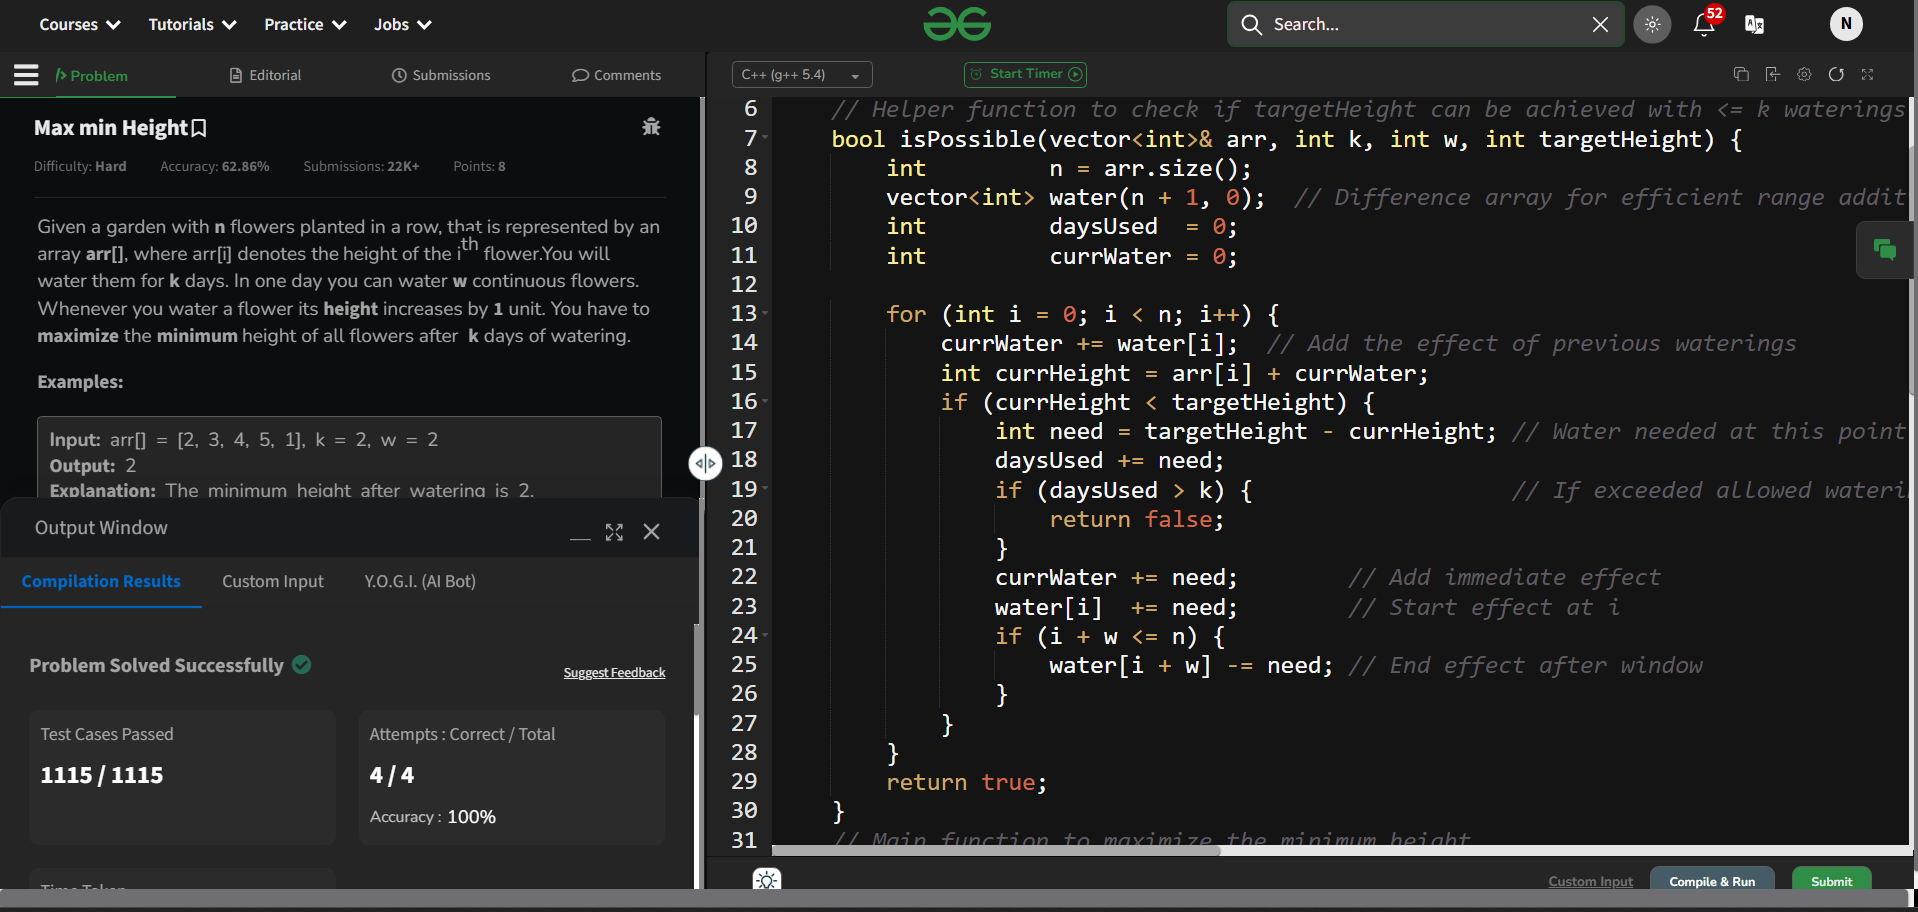 Courses Tutorials Practice Jobs Search... 52 N
Problem Editorial Submissions Comments
C++ (g++ 5.4) Start Timer
Max min Height
Difficulty: Hard Accuracy: 62.86% Submissions: 22K+ Points: 8
Given a garden with n flowers planted in a row, that is represented by an
array arr[], where arr[i] denotes the height of the ith flower.You will
water them for k days. In one day you can water w continuous flowers.
Whenever you water a flower its height increases by 1 unit. You have to
maximize the minimum height of all flowers after k days of watering.
Examples:
Input: arr[] = [2, 3, 4, 5, 1], k = 2, w = 2
Output: 2
Explanation: The minimum height after watering is 2.
Output Window
Compilation Results Custom Input Y.O.G.I. (AI Bot)
Problem Solved Successfully
Suggest Feedback
Test Cases Passed
1115 / 1115
Attempts : Correct / Total
4 / 4
Accuracy : 100%
Time Taken
6 // Helper function to check if targetHeight can be achieved with <= k waterings
7 bool isPossible(vector<int>& arr, int k, int w, int targetHeight) {
8 int n = arr.size();
9 vector<int> water(n + 1, 0); // Difference array for efficient range addit
10 int daysUsed = 0;
11 int currWater = 0;
12
13 for (int i = 0; i < n; i++) {
14 currWater += water[i]; // Add the effect of previous waterings
15 int currHeight = arr[i] + currWater;
16 if (currHeight < targetHeight) {
17 int need = targetHeight - currHeight; // Water needed at this point
18 daysUsed += need;
19 if (daysUsed > k) { // If exceeded allowed wateri
20 return false;
21 }
22 currWater += need; // Add immediate effect
23 water[i] += need; // Start effect at i
24 if (i + w <= n) {
25 water[i + w] -= need; // End effect after window
26 }
27 }
28 }
29 return true;
30 }
31 // Main function to maximize the minimum height
Custom Input Compile & Run Submit